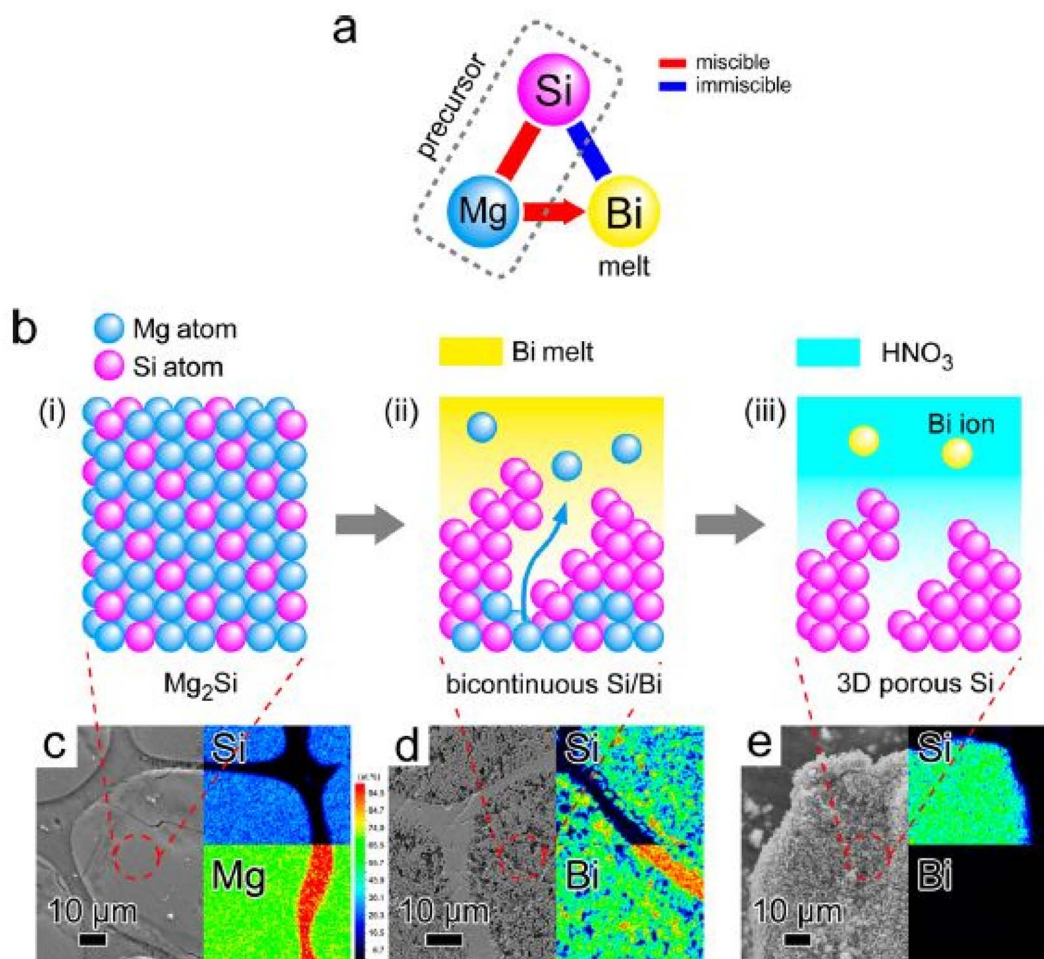 a
precursor
Si
Mg
Bi
melt
miscible
immiscible
b
Mg atom
Si atom
Bi melt
HNO3
(i)
(ii)
(iii)
Bi ion
Mg2Si
bicontinuous Si/Bi
3D porous Si
c
Si
Mg
10 μm
d
Si
Bi
10 μm
e
Si
Bi
10 μm